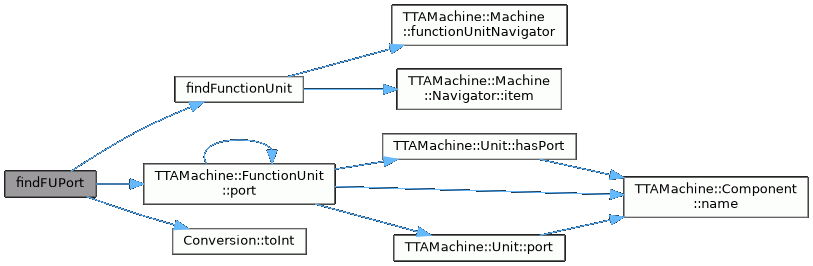 TTAMachine::Machine
::functionUnitNavigator
findFunctionUnit
TTAMachine::Machine
::Navigator::item
TTAMachine::Unit::hasPort
findFUPort
TTAMachine::FunctionUnit
::port
TTAMachine::Component
::name
Conversion::toInt
TTAMachine::Unit::port